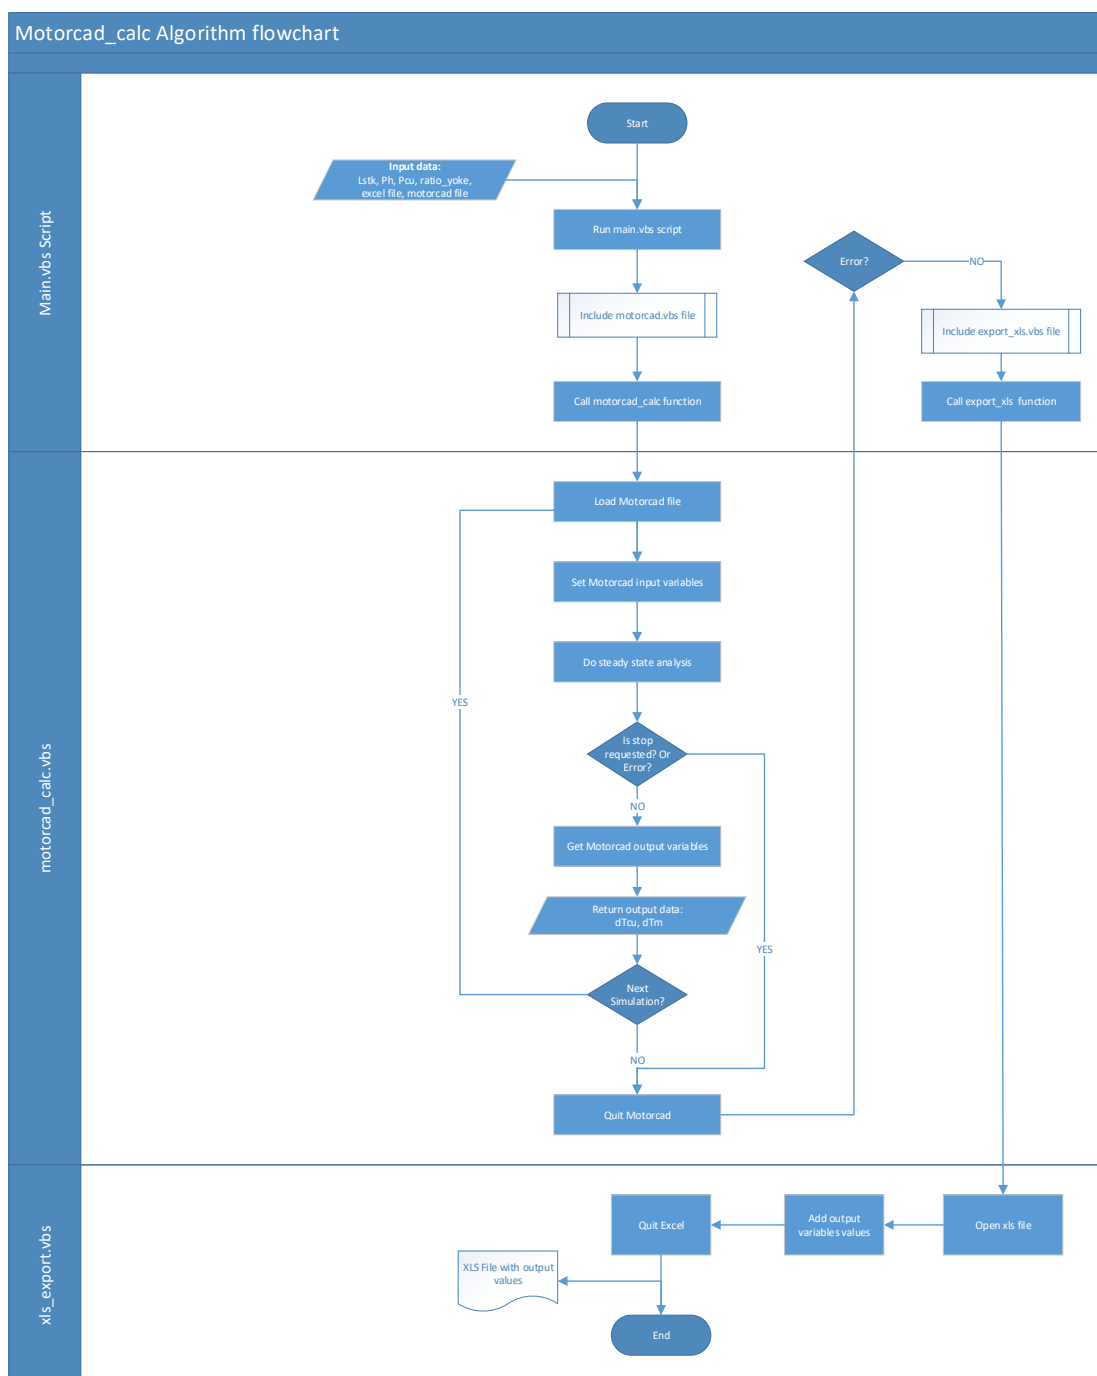 Motorcad_calc Algorithm flowchart
Main.vbs Script
Start
Input data:
Lstk, Ph, Pcu, ratio_yoke,
excel file, motorcad file
Run main.vbs script
Include motorcad.vbs file
Call motorcad_calc function
Error?
NO
Include export_xls.vbs file
Call export_xls function
motorcad_calc.vbs
Load Motorcad file
Set Motorcad input variables
Do steady state analysis
YES
Is stop
requested? Or
Error?
NO
Get Motorcad output variables
Return output data:
dTcu, dTm
YES
Next
Simulation?
NO
Quit Motorcad
xls_export.vbs
Quit Excel
Add output
variables values
Open xls file
XLS File with output
values
End